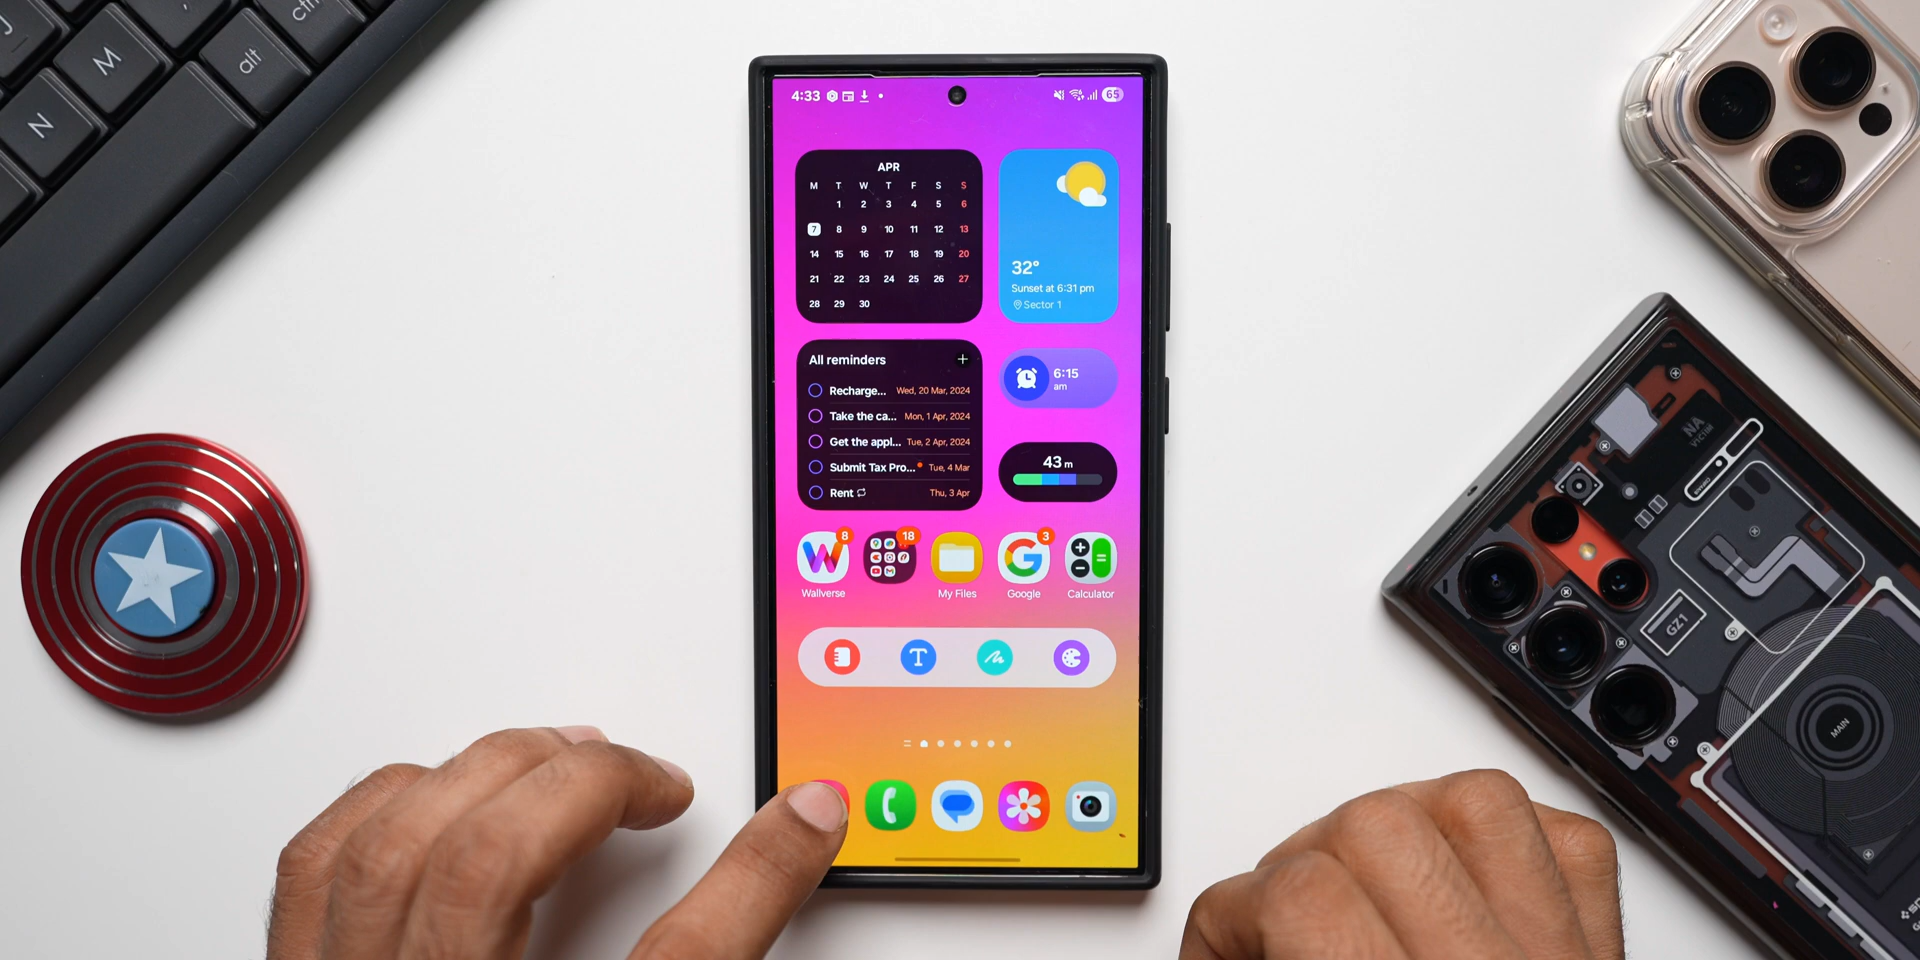 J
M
N
alt
ctrl
4:33
65
APR
M T W T F S S
1 2 3 4 5 6
7 8 9 10 11 12 13
14 15 16 17 18 19 20
21 22 23 24 25 26 27
28 29 30
32°
Sunset at 6:31 pm
Sector 1
All reminders +
Recharge... Wed, 20 Mar, 2024
Take the ca... Mon, 1 Apr, 2024
Get the appl... Tue, 2 Apr, 2024
Submit Tax Pro... Tue, 4 Mar
Rent Thu, 3 Apr
6:15
am
43 m
8
18
3
Wallverse
My Files
Google
Calculator
T
NA
VICTIM
GZ1
MAIN